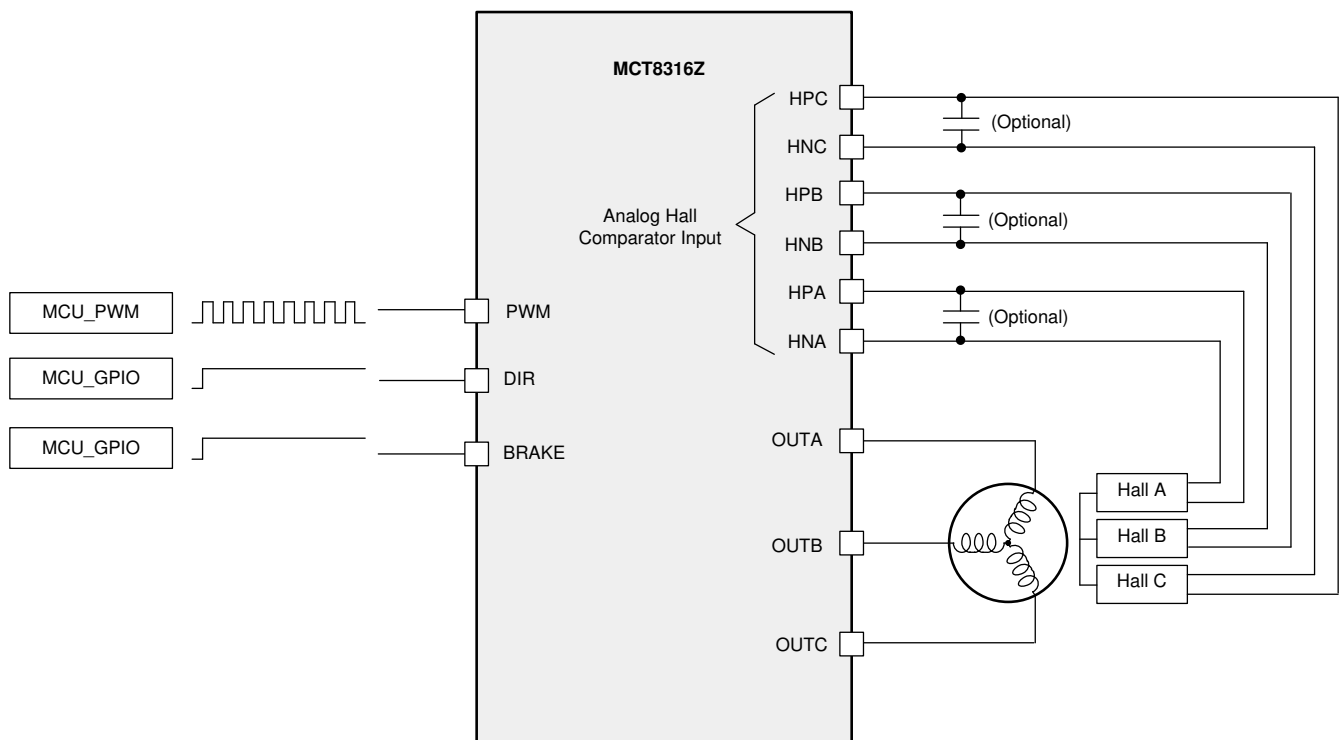 MCT8316Z
HPC
(Optional)
HNC
HPB
Analog Hall
Comparator Input
(Optional)
HNB
HPA
MCU_PWM
PWM
(Optional)
HNA
MCU_GPIO
DIR
OUTA
MCU_GPIO
BRAKE
Hall A
OUTB
Hall B
Hall C
OUTC